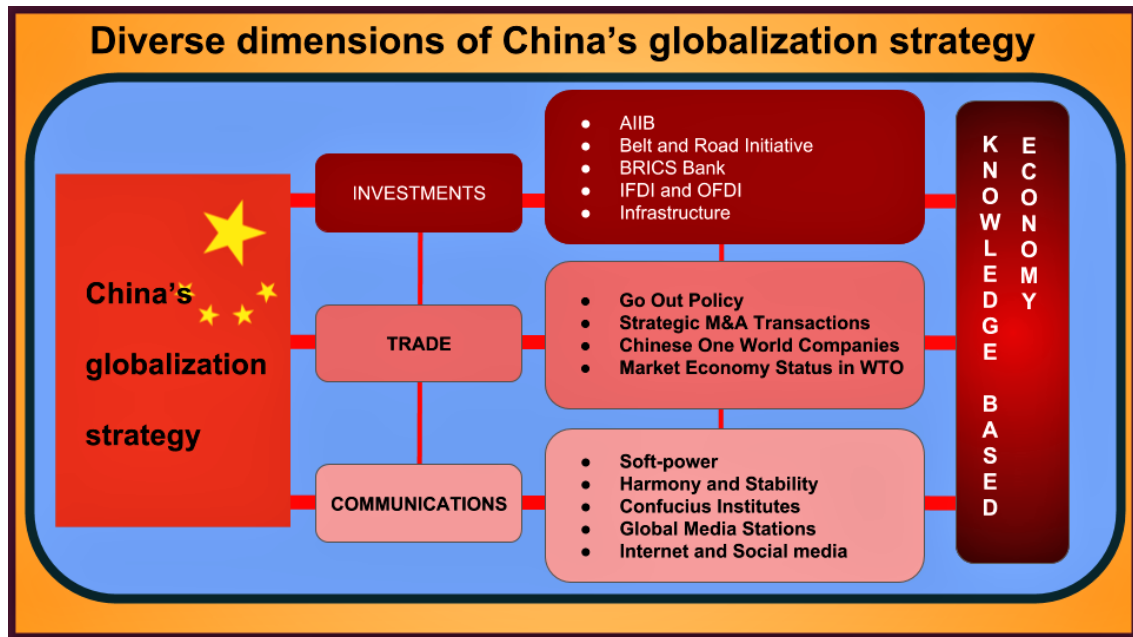 Diverse dimensions of China's globalization strategy
China's
globalization
strategy
INVESTMENTS
● AIIB
● Belt and Road Initiative
● BRICS Bank
● IFDI and OFDI
● Infrastructure
TRADE
● Go Out Policy
● Strategic M&A Transactions
● Chinese One World Companies
● Market Economy Status in WTO
COMMUNICATIONS
● Soft-power
● Harmony and Stability
● Confucius Institutes
● Global Media Stations
● Internet and Social media
KNOWLEDGE BASED
ECONOMY